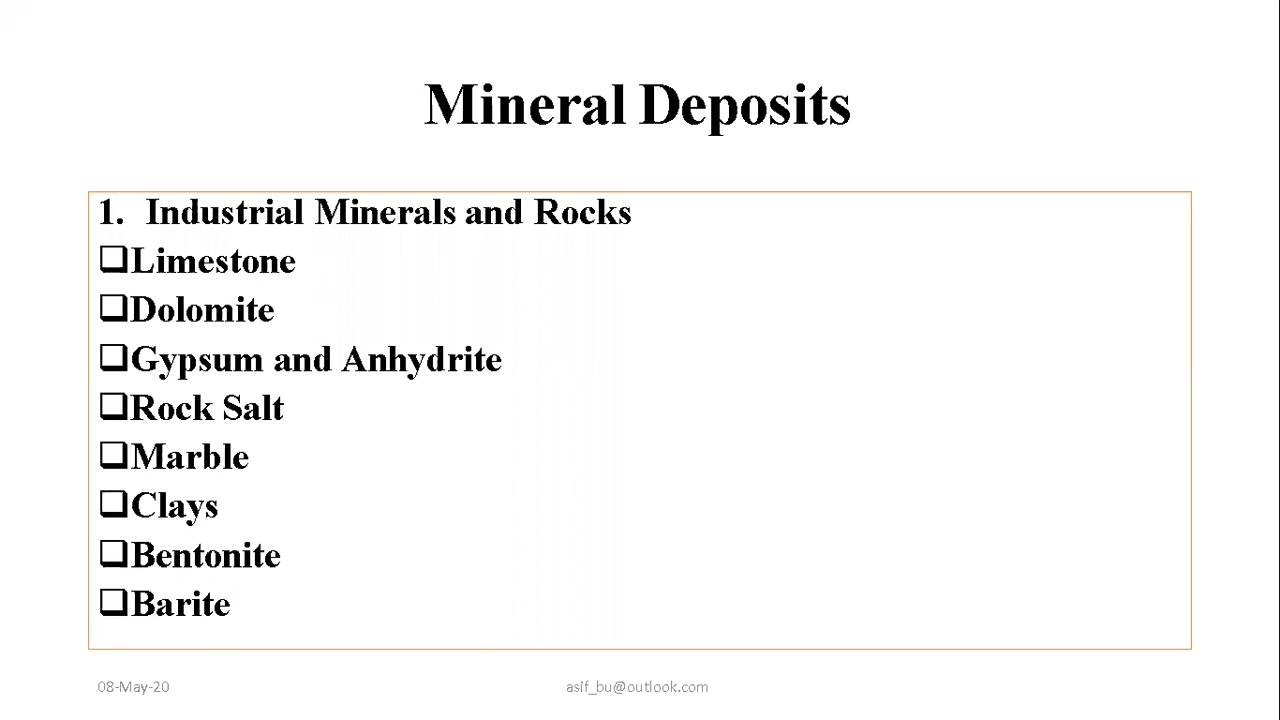 Mineral Deposits
1. Industrial Minerals and Rocks
❑Limestone
❑Dolomite
❑Gypsum and Anhydrite
❑Rock Salt
❑Marble
❑Clays
❑Bentonite
❑Barite
08-May-20
asif_bu@outlook.com